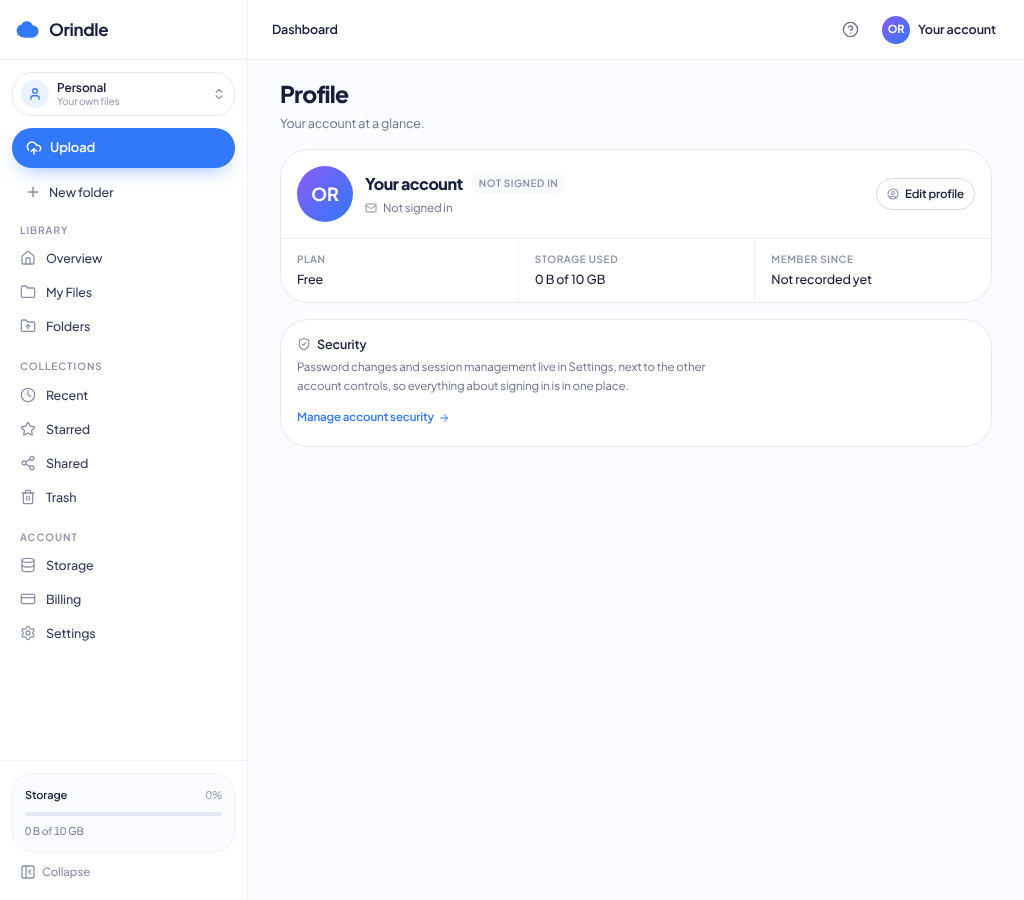 Orindle
Dashboard
OR
Your account
Personal
Your own files
Upload
New folder
LIBRARY
Overview
My Files
Folders
COLLECTIONS
Recent
Starred
Shared
Trash
ACCOUNT
Storage
Billing
Settings
Storage
0%
0 B of 10 GB
Collapse
Profile
Your account at a glance.
OR
Your account
NOT SIGNED IN
Not signed in
Edit profile
PLAN
Free
STORAGE USED
0 B of 10 GB
MEMBER SINCE
Not recorded yet
Security
Password changes and session management live in Settings, next to the other
account controls, so everything about signing in is in one place.
Manage account security →